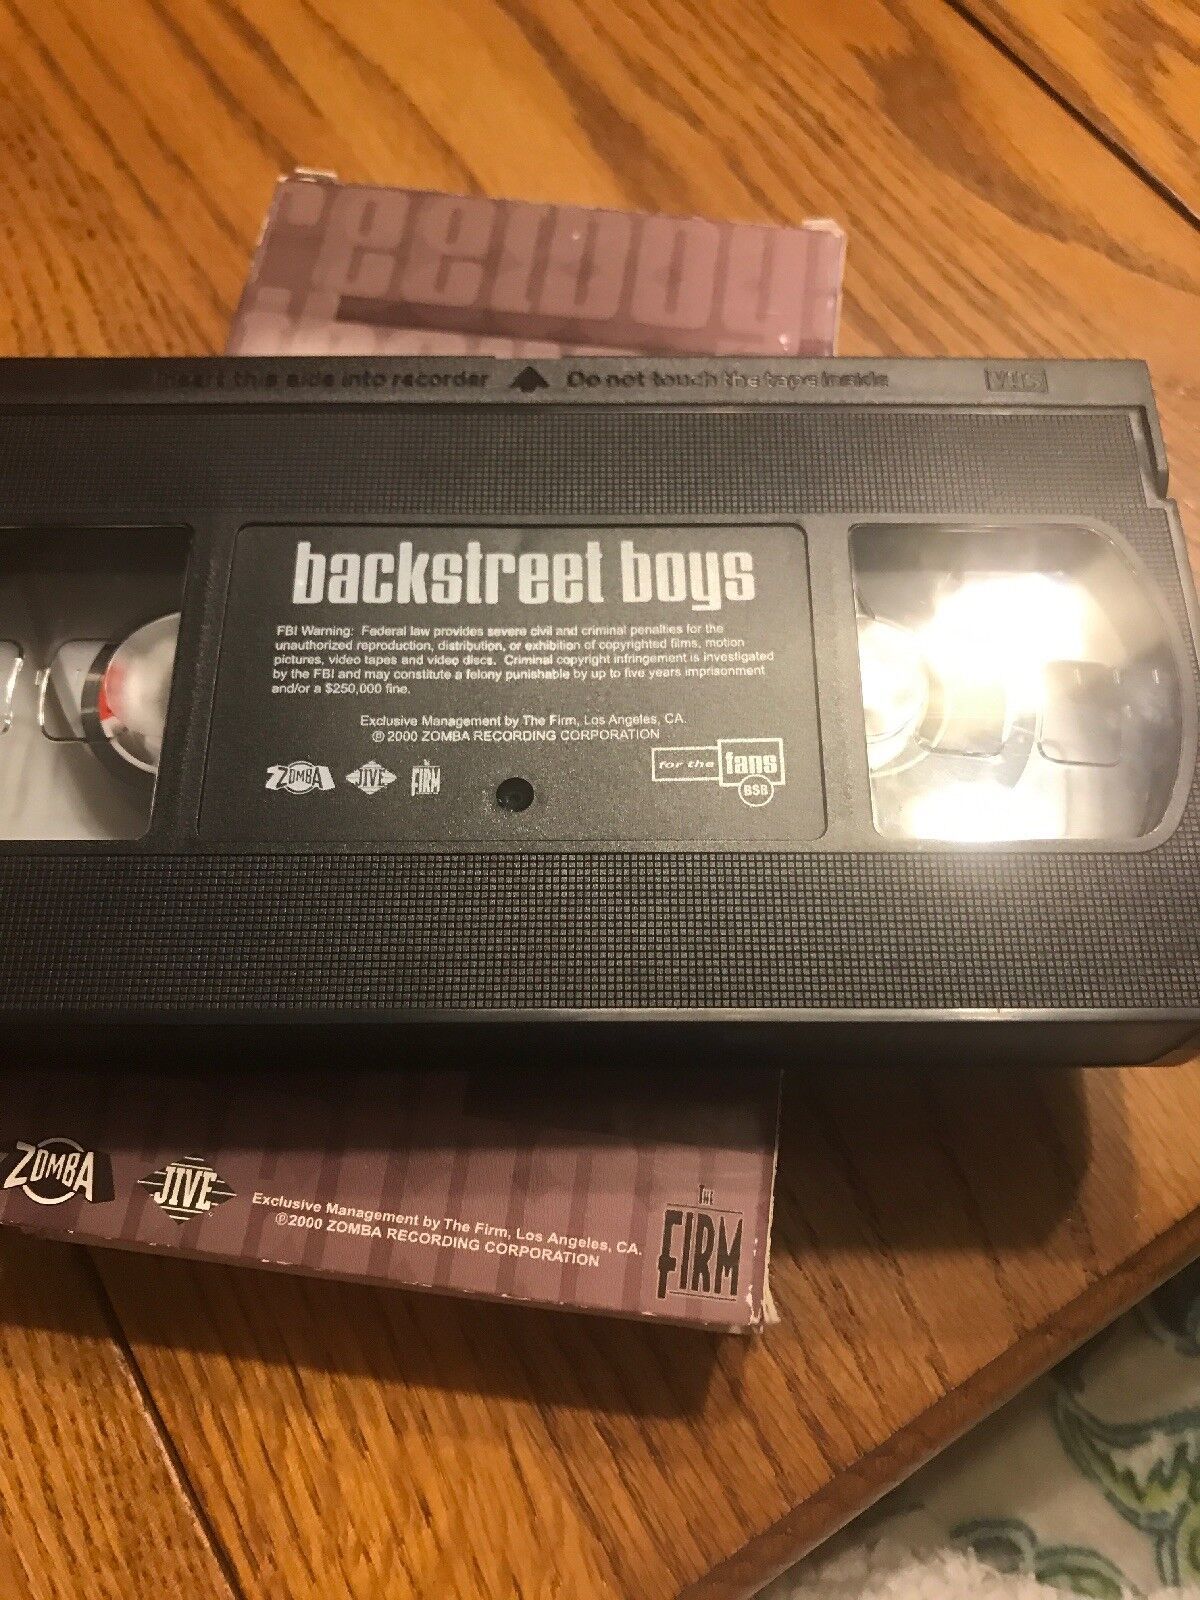 Insert this side into recorder Do not touch the tape inside VHS
backstreet boys
FBI Warning: Federal law provides severe civil and criminal penalties for the
unauthorized reproduction, distribution, or exhibition of copyrighted films, motion
pictures, video tapes and video discs. Criminal copyright infringement is investigated
by the FBI and may constitute a felony punishable by up to five years imprisonment
and/or a $250,000 fine.
Exclusive Management by The Firm, Los Angeles, CA.
℗ 2000 ZOMBA RECORDING CORPORATION
ZOMBA JIVE THE FIRM
for the fans
BSB
ZOMBA
JIVE
Exclusive Management by The Firm, Los Angeles, CA.
℗2000 ZOMBA RECORDING CORPORATION
THE
FIRM